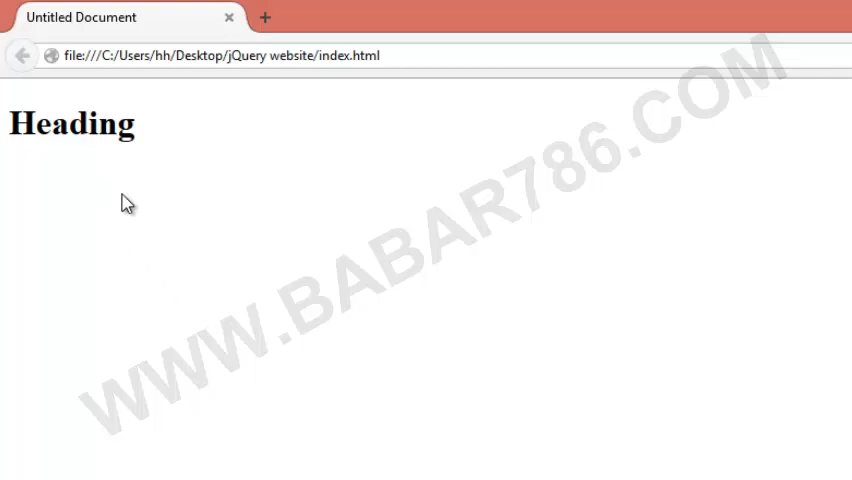 Untitled Document
file:///C:/Users/hh/Desktop/jQuery website/index.html
Heading
WWW.BABAR786.COM